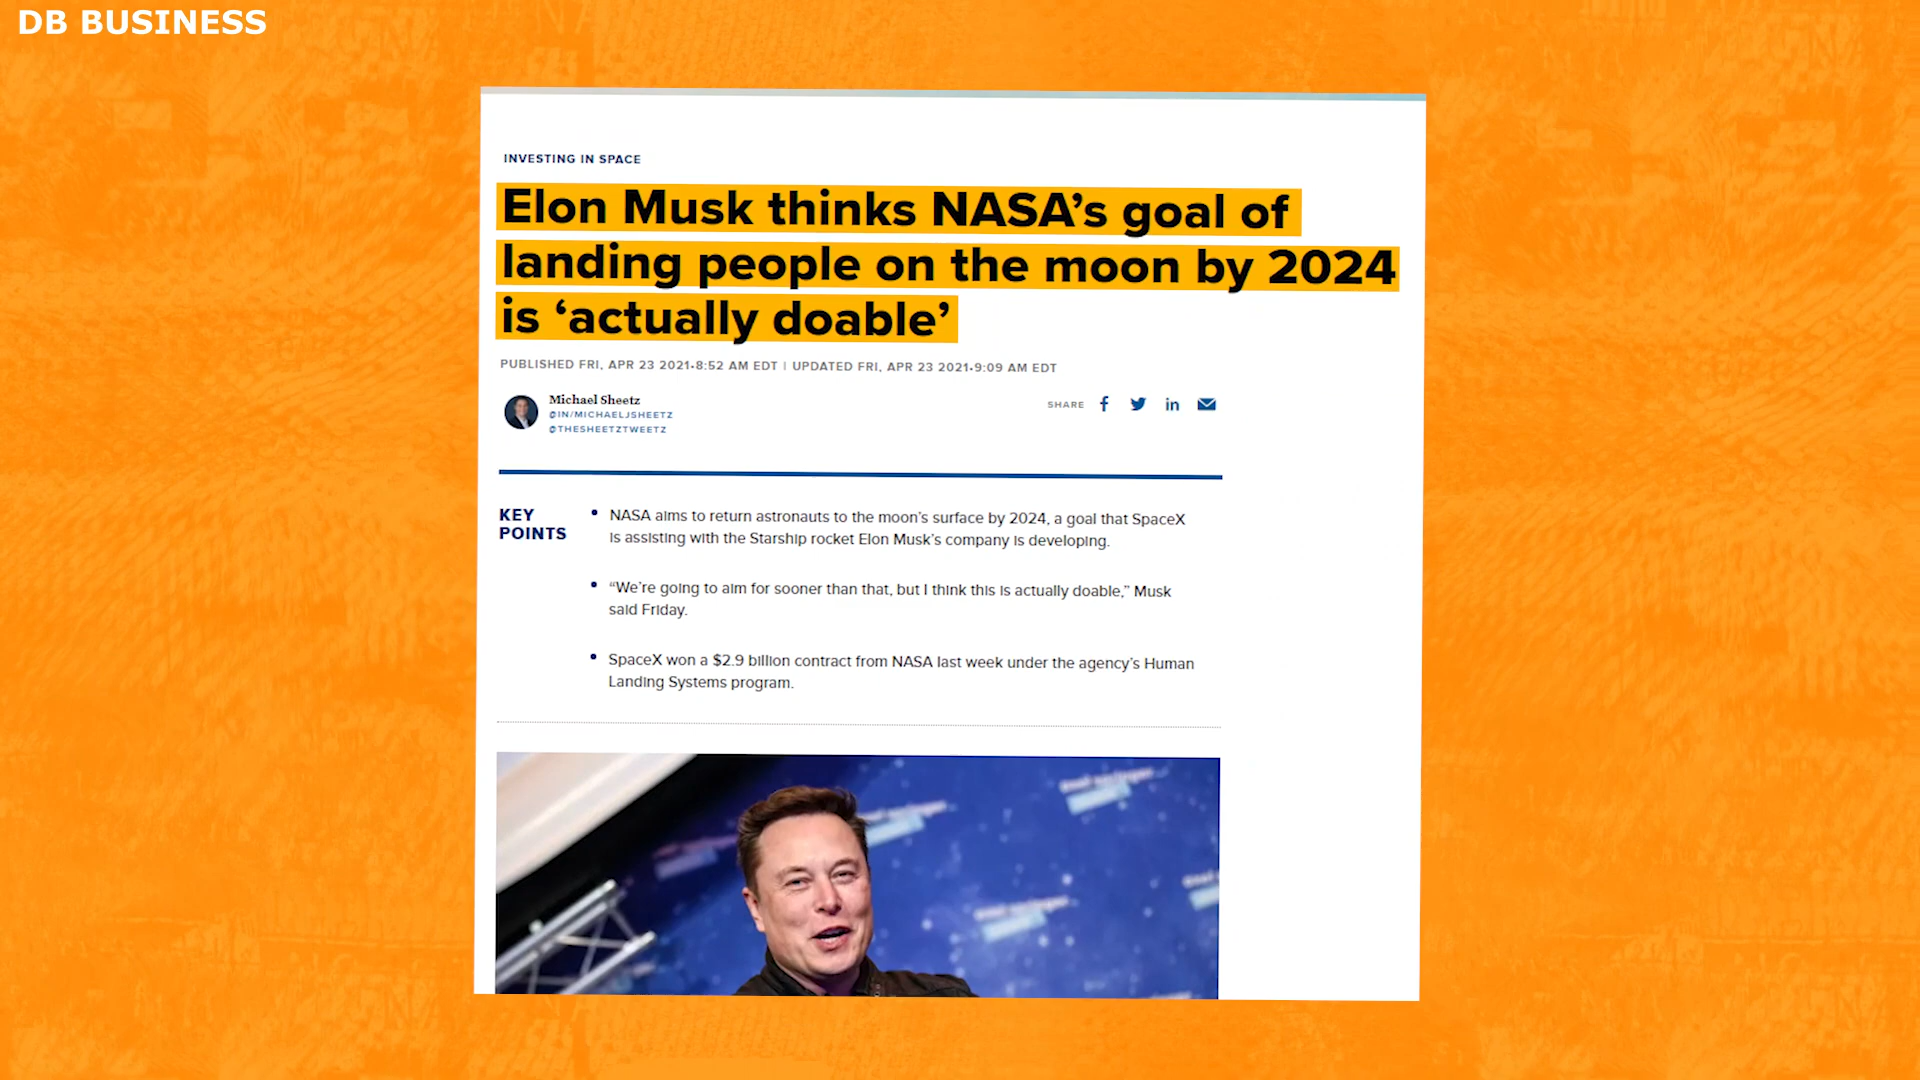 DB BUSINESS
INVESTING IN SPACE
Elon Musk thinks NASA’s goal of
landing people on the moon by 2024
is ‘actually doable’
PUBLISHED FRI, APR 23 2021•8:52 AM EDT | UPDATED FRI, APR 23 2021•9:09 AM EDT
Michael Sheetz
@IN/MICHAELJSHEETZ
@THESHEETZTWEETZ
SHARE
KEY
POINTS
• NASA aims to return astronauts to the moon’s surface by 2024, a goal that SpaceX
is assisting with the Starship rocket Elon Musk’s company is developing.
• “We’re going to aim for sooner than that, but I think this is actually doable,” Musk
said Friday.
• SpaceX won a $2.9 billion contract from NASA last week under the agency’s Human
Landing Systems program.